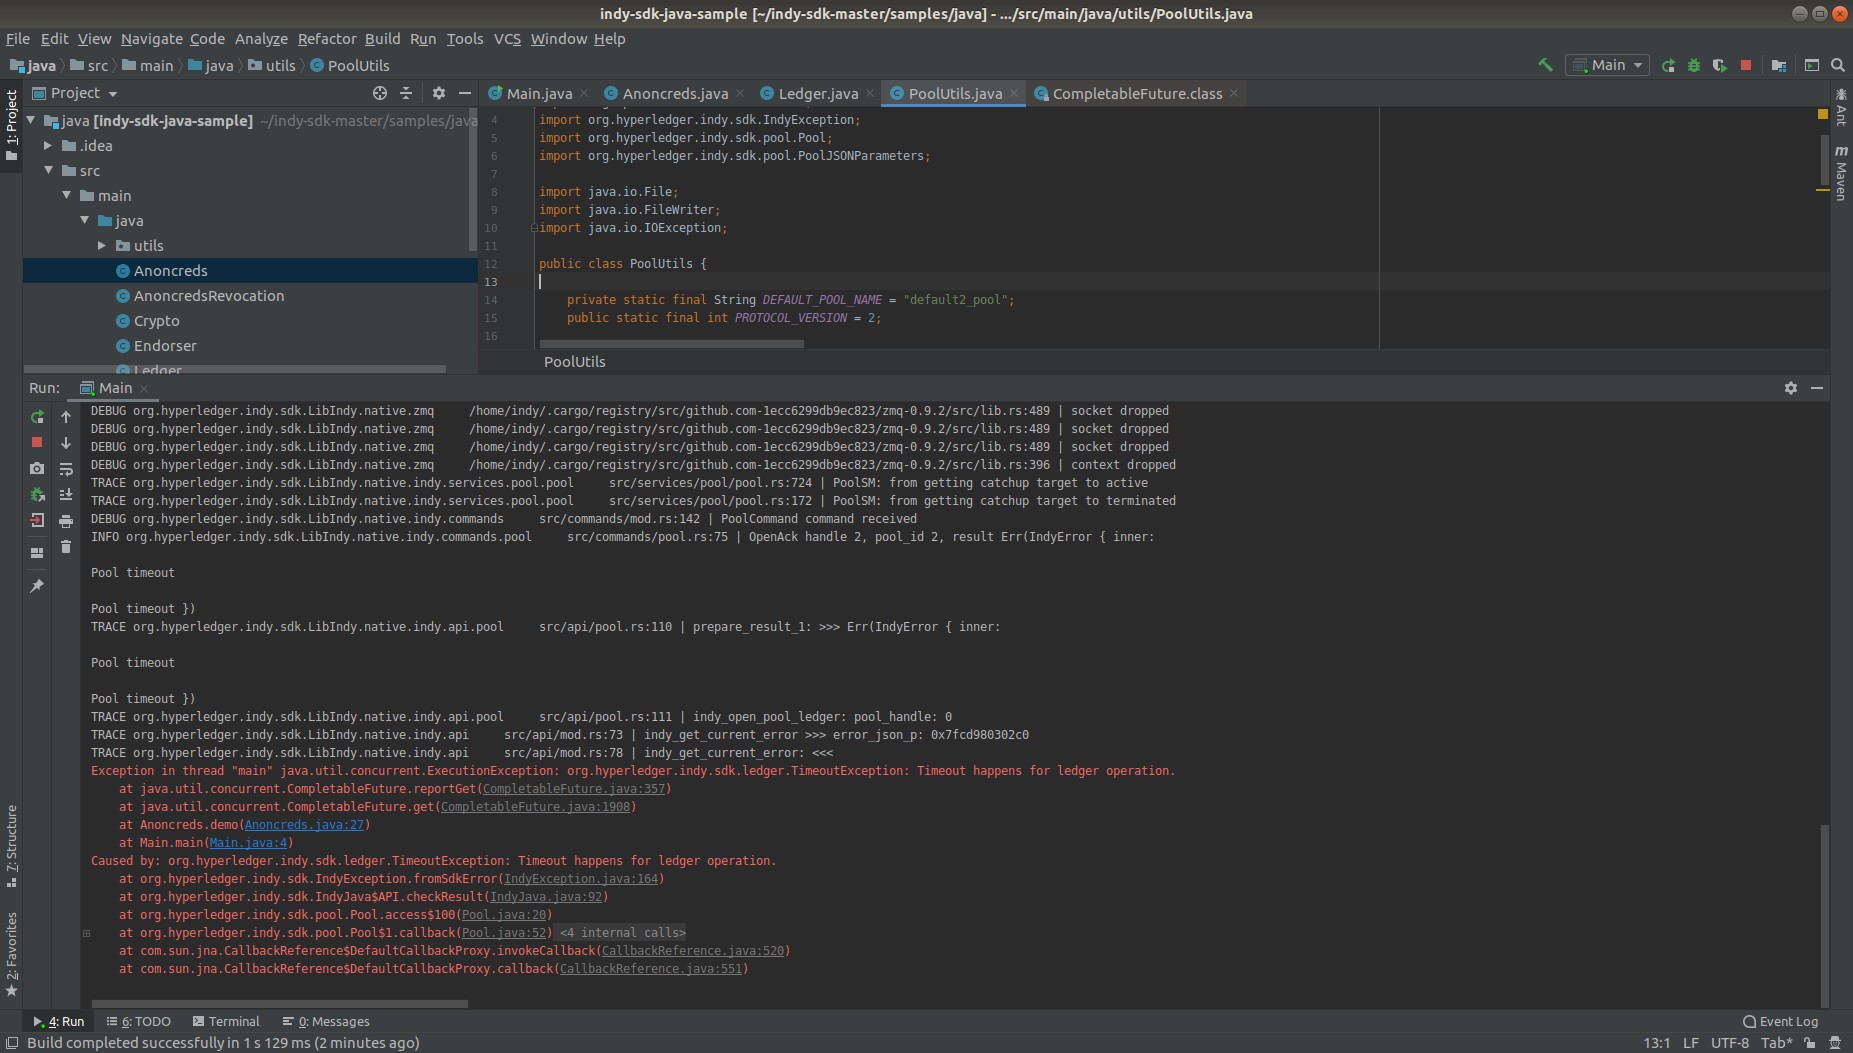 indy-sdk-java-sample [~/indy-sdk-master/samples/java] - .../src/main/java/utils/PoolUtils.java
File Edit View Navigate Code Analyze Refactor Build Run Tools VCS Window Help
java src main java utils PoolUtils
Main
1: Project
Project
java [indy-sdk-java-sample] ~/indy-sdk-master/samples/java
.idea
src
main
java
utils
Anoncreds
AnoncredsRevocation
Crypto
Endorser
Ledger
Main.java Anoncreds.java Ledger.java PoolUtils.java CompletableFuture.class
4 import org.hyperledger.indy.sdk.IndyException;
5 import org.hyperledger.indy.sdk.pool.Pool;
6 import org.hyperledger.indy.sdk.pool.PoolJSONParameters;
7
8 import java.io.File;
9 import java.io.FileWriter;
10 import java.io.IOException;
11
12 public class PoolUtils {
13
14 private static final String DEFAULT_POOL_NAME = "default2_pool";
15 public static final int PROTOCOL_VERSION = 2;
16
PoolUtils
Ant
Maven
Run: Main
DEBUG org.hyperledger.indy.sdk.LibIndy.native.zmq /home/indy/.cargo/registry/src/github.com-1ecc6299db9ec823/zmq-0.9.2/src/lib.rs:489 | socket dropped
DEBUG org.hyperledger.indy.sdk.LibIndy.native.zmq /home/indy/.cargo/registry/src/github.com-1ecc6299db9ec823/zmq-0.9.2/src/lib.rs:489 | socket dropped
DEBUG org.hyperledger.indy.sdk.LibIndy.native.zmq /home/indy/.cargo/registry/src/github.com-1ecc6299db9ec823/zmq-0.9.2/src/lib.rs:489 | socket dropped
DEBUG org.hyperledger.indy.sdk.LibIndy.native.zmq /home/indy/.cargo/registry/src/github.com-1ecc6299db9ec823/zmq-0.9.2/src/lib.rs:396 | context dropped
TRACE org.hyperledger.indy.sdk.LibIndy.native.indy.services.pool.pool src/services/pool/pool.rs:724 | PoolSM: from getting catchup target to active
TRACE org.hyperledger.indy.sdk.LibIndy.native.indy.services.pool.pool src/services/pool/pool.rs:172 | PoolSM: from getting catchup target to terminated
DEBUG org.hyperledger.indy.sdk.LibIndy.native.indy.commands src/commands/mod.rs:142 | PoolCommand command received
INFO org.hyperledger.indy.sdk.LibIndy.native.indy.commands.pool src/commands/pool.rs:75 | OpenAck handle 2, pool_id 2, result Err(IndyError { inner:
Pool timeout
Pool timeout })
TRACE org.hyperledger.indy.sdk.LibIndy.native.indy.api.pool src/api/pool.rs:110 | prepare_result_1: >>> Err(IndyError { inner:
Pool timeout
Pool timeout })
TRACE org.hyperledger.indy.sdk.LibIndy.native.indy.api.pool src/api/pool.rs:111 | indy_open_pool_ledger: pool_handle: 0
TRACE org.hyperledger.indy.sdk.LibIndy.native.indy.api src/api/mod.rs:73 | indy_get_current_error >>> error_json_p: 0x7fcd980302c0
TRACE org.hyperledger.indy.sdk.LibIndy.native.indy.api src/api/mod.rs:78 | indy_get_current_error: <<<
Exception in thread "main" java.util.concurrent.ExecutionException: org.hyperledger.indy.sdk.ledger.TimeoutException: Timeout happens for ledger operation.
at java.util.concurrent.CompletableFuture.reportGet(CompletableFuture.java:357)
at java.util.concurrent.CompletableFuture.get(CompletableFuture.java:1908)
at Anoncreds.demo(Anoncreds.java:27)
at Main.main(Main.java:4)
Caused by: org.hyperledger.indy.sdk.ledger.TimeoutException: Timeout happens for ledger operation.
at org.hyperledger.indy.sdk.IndyException.fromSdkError(IndyException.java:164)
at org.hyperledger.indy.sdk.IndyJava$API.checkResult(IndyJava.java:92)
at org.hyperledger.indy.sdk.pool.Pool.access$100(Pool.java:20)
at org.hyperledger.indy.sdk.pool.Pool$1.callback(Pool.java:52) <4 internal calls>
at com.sun.jna.CallbackReference$DefaultCallbackProxy.invokeCallback(CallbackReference.java:520)
at com.sun.jna.CallbackReference$DefaultCallbackProxy.callback(CallbackReference.java:551)
7: Structure
2: Favorites
4: Run 6: TODO Terminal 0: Messages Event Log
Build completed successfully in 1 s 129 ms (2 minutes ago) 13:1 LF UTF-8 Tab*